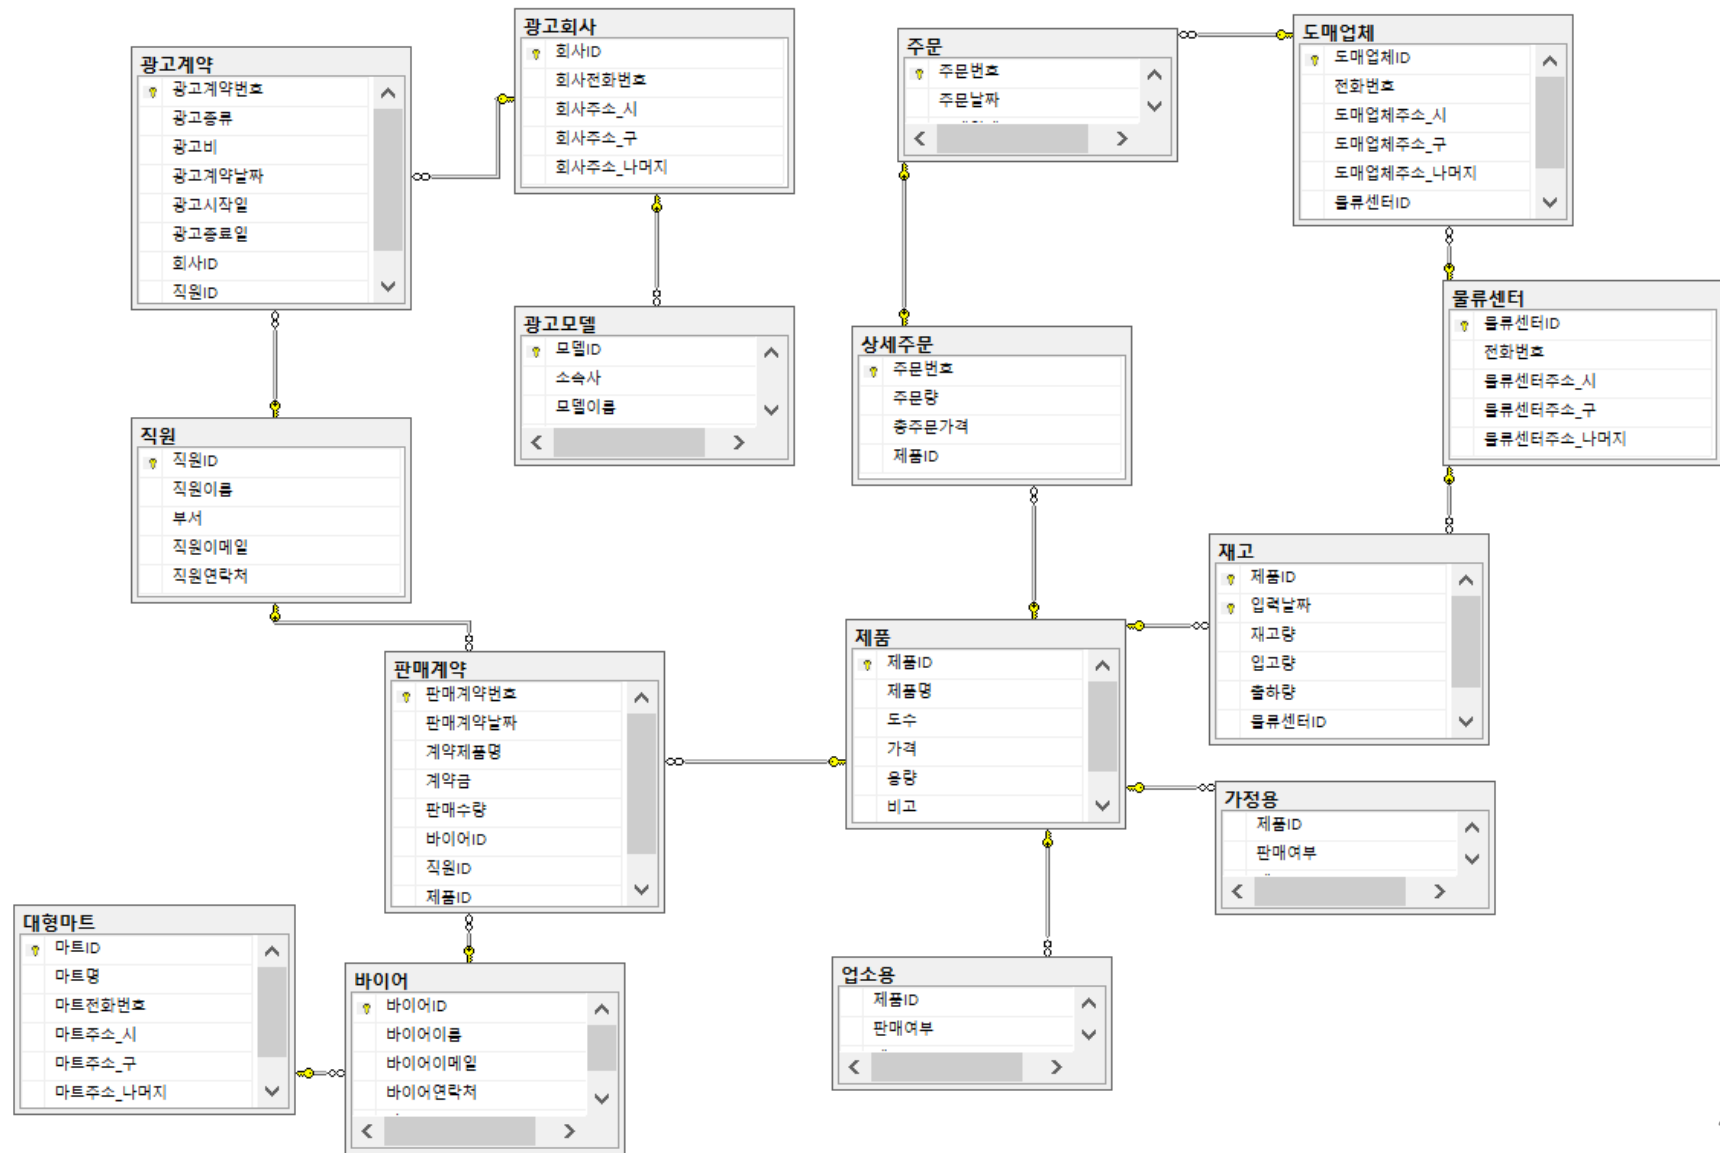 광고계약
광고계약번호
광고종류
광고비
광고계약날짜
광고시작일
광고종료일
회사ID
직원ID
광고회사
회사ID
회사전화번호
회사주소_시
회사주소_구
회사주소_나머지
주문
주문번호
주문날짜
도매업체
도매업체ID
전화번호
도매업체주소_시
도매업체주소_구
도매업체주소_나머지
물류센터ID
광고모델
모델ID
소속사
모델이름
상세주문
주문번호
주문량
총주문가격
제품ID
물류센터
물류센터ID
전화번호
물류센터주소_시
물류센터주소_구
물류센터주소_나머지
직원
직원ID
직원이름
부서
직원이메일
직원연락처
재고
제품ID
입력날짜
재고량
입고량
출하량
물류센터ID
판매계약
판매계약번호
판매계약날짜
계약제품명
계약금
판매수량
바이어ID
직원ID
제품ID
제품
제품ID
제품명
도수
가격
용량
비고
가정용
제품ID
판매여부
대형마트
마트ID
마트명
마트전화번호
마트주소_시
마트주소_구
마트주소_나머지
바이어
바이어ID
바이어이름
바이어이메일
바이어연락처
업소용
제품ID
판매여부